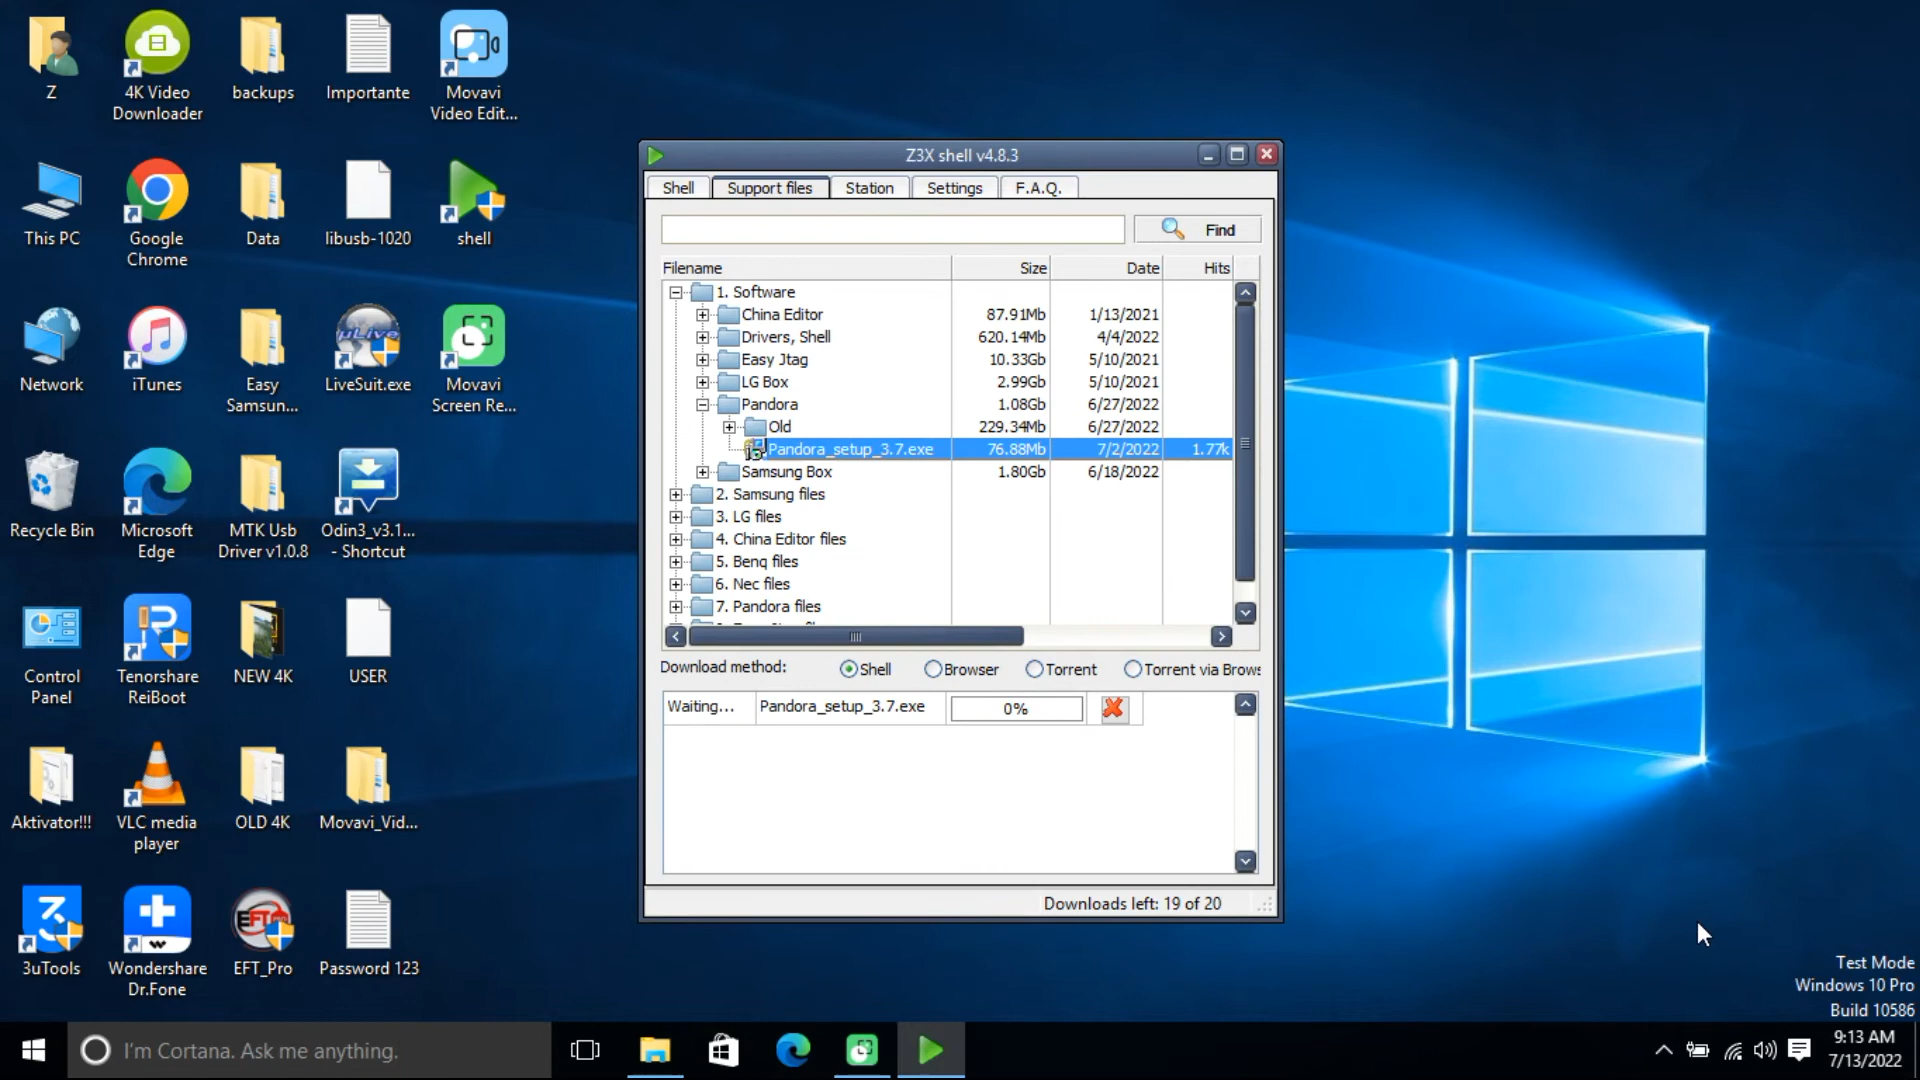 Z
4K Video
Downloader
backups
Importante
Movavi
Video Edit...
This PC
Google
Chrome
Data
libusb-1020
shell
Network
iTunes
Easy
Samsun...
µLive
LiveSuit.exe
Movavi
Screen Re...
Recycle Bin
Microsoft
Edge
MTK Usb
Driver v1.0.8
Odin3_v3.1...
- Shortcut
Control
Panel
Tenorshare
ReiBoot
NEW 4K
USER
Aktivator!!!
VLC media
player
OLD 4K
Movavi_Vid...
3uTools
Wondershare
Dr.Fone
EFT
EFT_Pro
Password 123
Z3X shell v4.8.3
Shell Support files Station Settings F.A.Q.
Find
Filename Size Date Hits
1. Software
China Editor 87.91Mb 1/13/2021
Drivers, Shell 620.14Mb 4/4/2022
Easy Jtag 10.33Gb 5/10/2021
LG Box 2.99Gb 5/10/2021
Pandora 1.08Gb 6/27/2022
Old 229.34Mb 6/27/2022
Pandora_setup_3.7.exe 76.88Mb 7/2/2022 1.77k
Samsung Box 1.80Gb 6/18/2022
2. Samsung files
3. LG files
4. China Editor files
5. Benq files
6. Nec files
7. Pandora files
Download method: Shell Browser Torrent Torrent via Brows
Waiting... Pandora_setup_3.7.exe 0%
Downloads left: 19 of 20
Test Mode
Windows 10 Pro
Build 10586
I'm Cortana. Ask me anything.
9:13 AM
7/13/2022